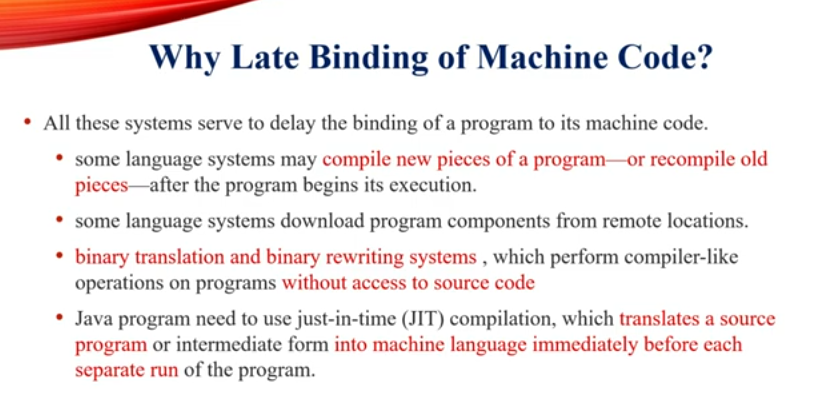 Why Late Binding of Machine Code?
• All these systems serve to delay the binding of a program to its machine code.
• some language systems may compile new pieces of a program—or recompile old
pieces—after the program begins its execution.
• some language systems download program components from remote locations.
• binary translation and binary rewriting systems , which perform compiler-like
operations on programs without access to source code
• Java program need to use just-in-time (JIT) compilation, which translates a source
program or intermediate form into machine language immediately before each
separate run of the program.